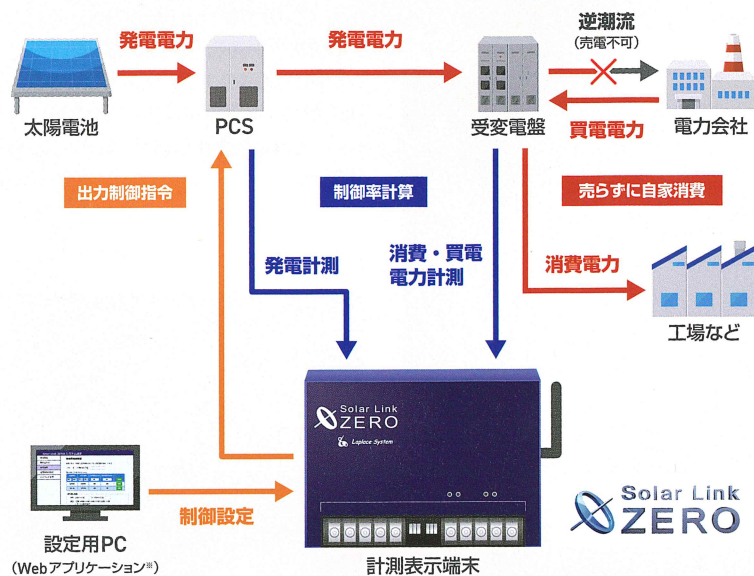 発電電力
発電電力
逆潮流
(売電不可)
太陽電池
PCS
受変電盤
買電電力
電力会社
出力制御指令
制御率計算
売らずに自家消費
発電計測
消費・買電
電力計測
消費電力
工場など
Solar Link
ZERO
Laplace System
制御設定
設定用PC
(Webアプリケーション※)
計測表示端末
Solar Link
ZERO